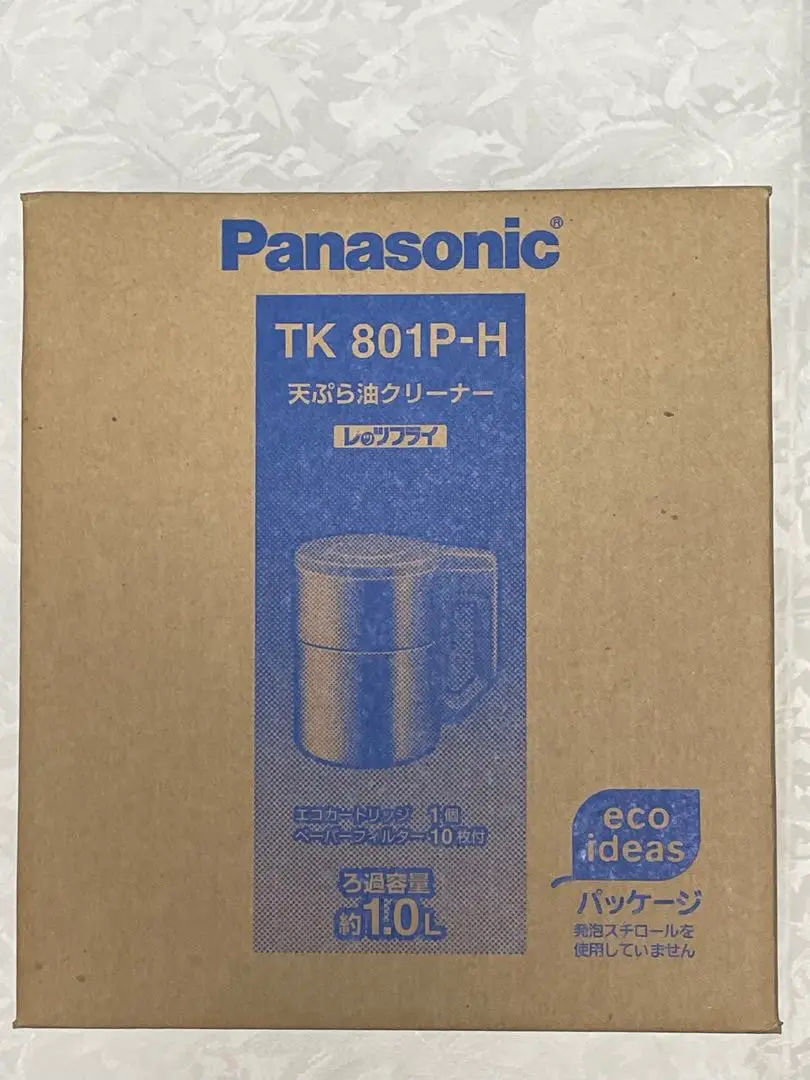 Panasonic®
TK 801P-H
天ぷら油クリーナー
レッツフライ
エコカートリッジ 1個
ペーパーフィルター10枚付
ろ過容量
約1.0L
eco
ideas
パッケージ
発泡スチロールを
使用していません